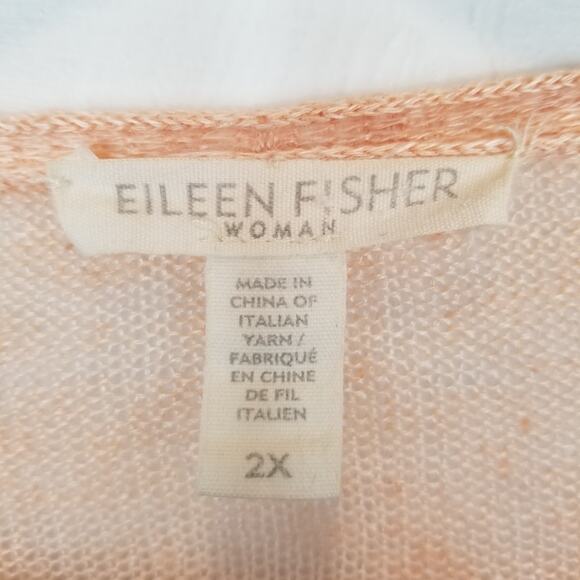 EILEEN FISHER
WOMAN
MADE IN
CHINA OF
ITALIAN
YARN /
FABRIQUÉ
EN CHINE
DE FIL
ITALIEN
2X